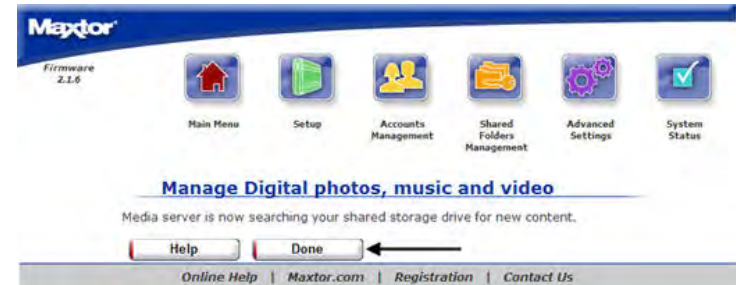 Maxtor
Firmware
2.1.6
Main Menu
Setup
Accounts
Management
Shared
Folders
Management
Advanced
Settings
System
Status
Manage Digital photos, music and video
Media server is now searching your shared storage drive for new content.
Help
Done
Online Help | Maxtor.com | Registration | Contact Us